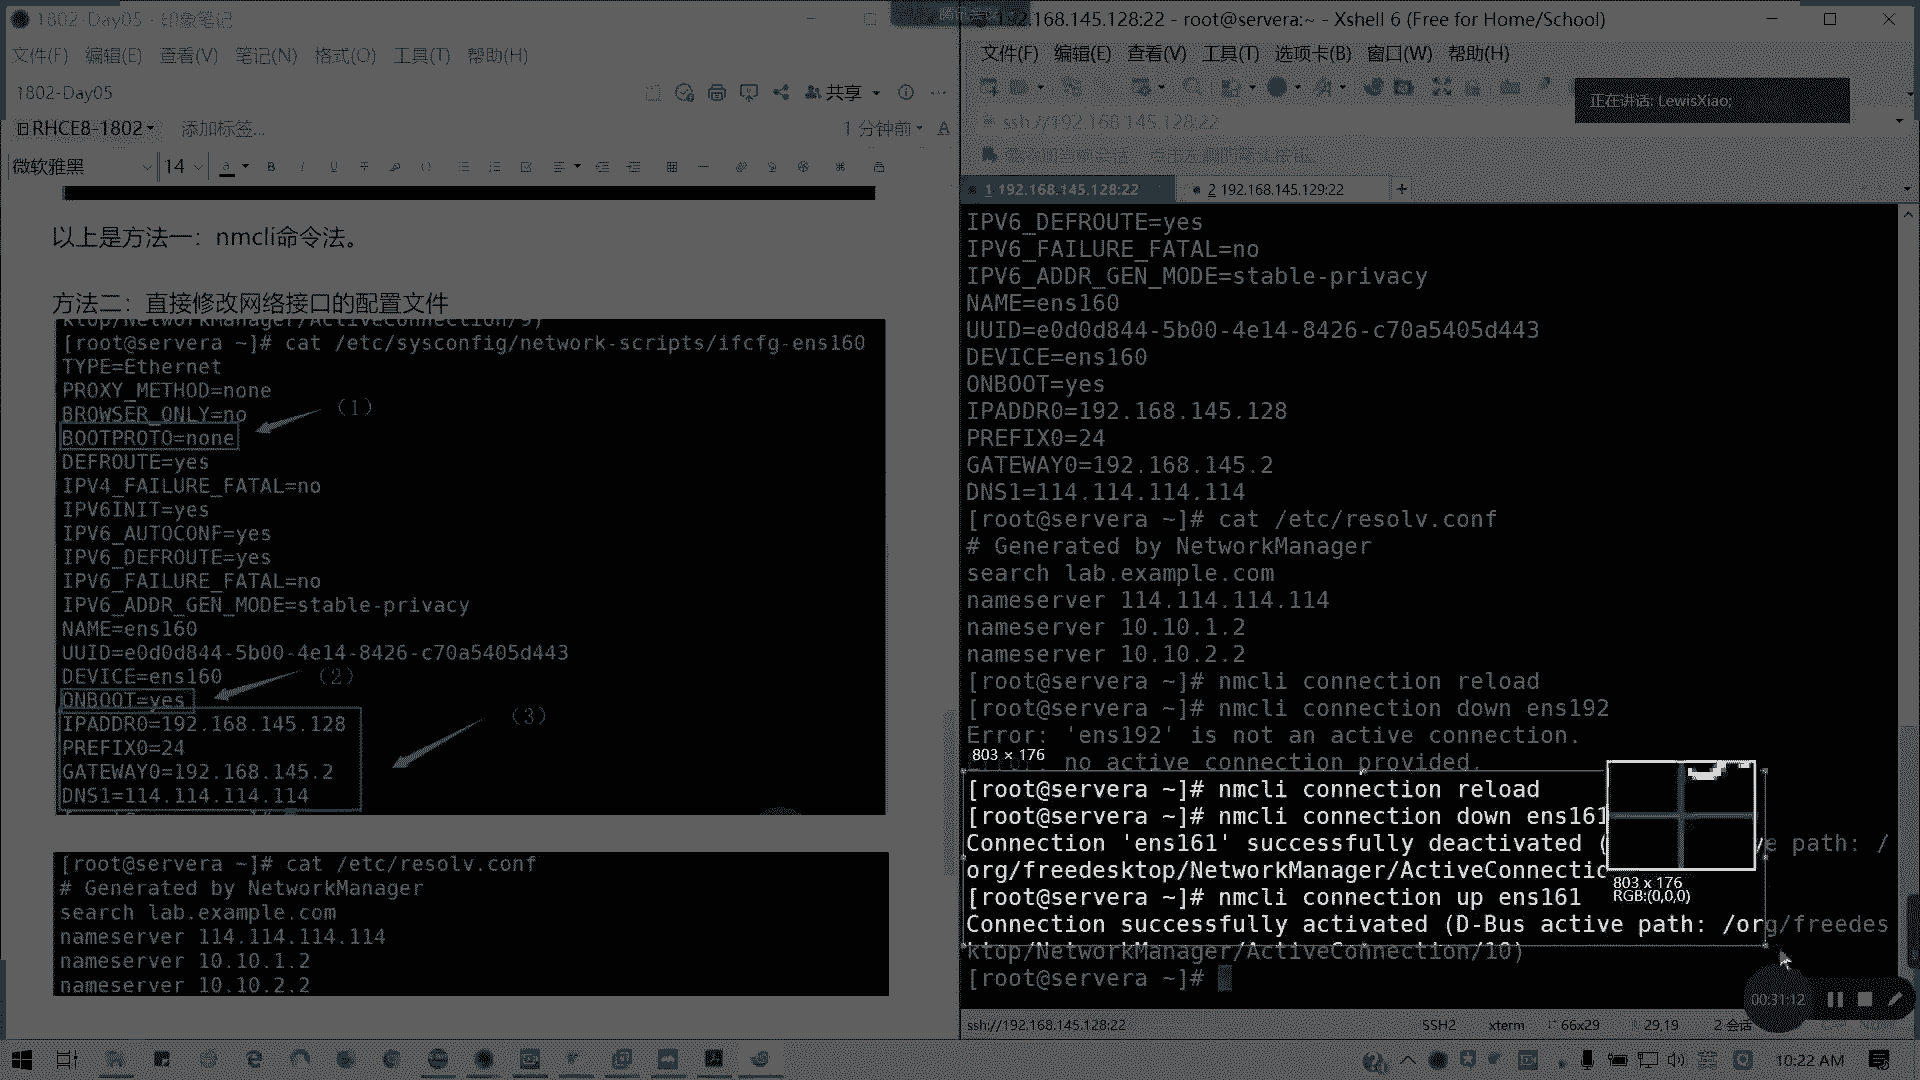 1802-Day05 - 印象笔记
文件(F) 编辑(E) 查看(V) 笔记(N) 格式(O) 工具(T) 帮助(H)
1802-Day05
共享
RHCE8-1802
添加标签...
1 分钟前
微软雅黑 14
以上是方法一：nmcli命令法。
方法二：直接修改网络接口的配置文件
ktop/NetworkManager/ActiveConnection/9)
[root@servera ~]# cat /etc/sysconfig/network-scripts/ifcfg-ens160
TYPE=Ethernet
PROXY_METHOD=none
BROWSER_ONLY=no
(1)
BOOTPROTO=none
DEFROUTE=yes
IPV4_FAILURE_FATAL=no
IPV6INIT=yes
IPV6_AUTOCONF=yes
IPV6_DEFROUTE=yes
IPV6_FAILURE_FATAL=no
IPV6_ADDR_GEN_MODE=stable-privacy
NAME=ens160
UUID=e0d0d844-5b00-4e14-8426-c70a5405d443
DEVICE=ens160
(2)
ONBOOT=yes
(3)
IPADDR0=192.168.145.128
PREFIX0=24
GATEWAY0=192.168.145.2
DNS1=114.114.114.114
[root@servera ~]# cat /etc/resolv.conf
# Generated by NetworkManager
search lab.example.com
nameserver 114.114.114.114
nameserver 10.10.1.2
nameserver 10.10.2.2
腾讯会议
192.168.145.128:22 - root@servera:~ - Xshell 6 (Free for Home/School)
文件(F) 编辑(E) 查看(V) 工具(T) 选项卡(B) 窗口(W) 帮助(H)
正在讲话: LewisXiao;
ssh://192.168.145.128:22
1 192.168.145.128:22
2 192.168.145.129:22
IPV6_DEFROUTE=yes
IPV6_FAILURE_FATAL=no
IPV6_ADDR_GEN_MODE=stable-privacy
NAME=ens160
UUID=e0d0d844-5b00-4e14-8426-c70a5405d443
DEVICE=ens160
ONBOOT=yes
IPADDR0=192.168.145.128
PREFIX0=24
GATEWAY0=192.168.145.2
DNS1=114.114.114.114
[root@servera ~]# cat /etc/resolv.conf
# Generated by NetworkManager
search lab.example.com
nameserver 114.114.114.114
nameserver 10.10.1.2
nameserver 10.10.2.2
[root@servera ~]# nmcli connection reload
[root@servera ~]# nmcli connection down ens192
Error: 'ens192' is not an active connection.
803 × 176
no active connection provided.
[root@servera ~]# nmcli connection reload
[root@servera ~]# nmcli connection down ens161
Connection 'ens161' successfully deactivated ( path: /
org/freedesktop/NetworkManager/ActiveConnectic
803 x 176
RGB:(0,0,0)
[root@servera ~]# nmcli connection up ens161
Connection successfully activated (D-Bus active path: /org/freedes
ktop/NetworkManager/ActiveConnection/10)
[root@servera ~]#
00:31:12
ssh://192.168.145.128:22 SSH2 xterm 66x29 29,19 2 会话
英
10:22 AM